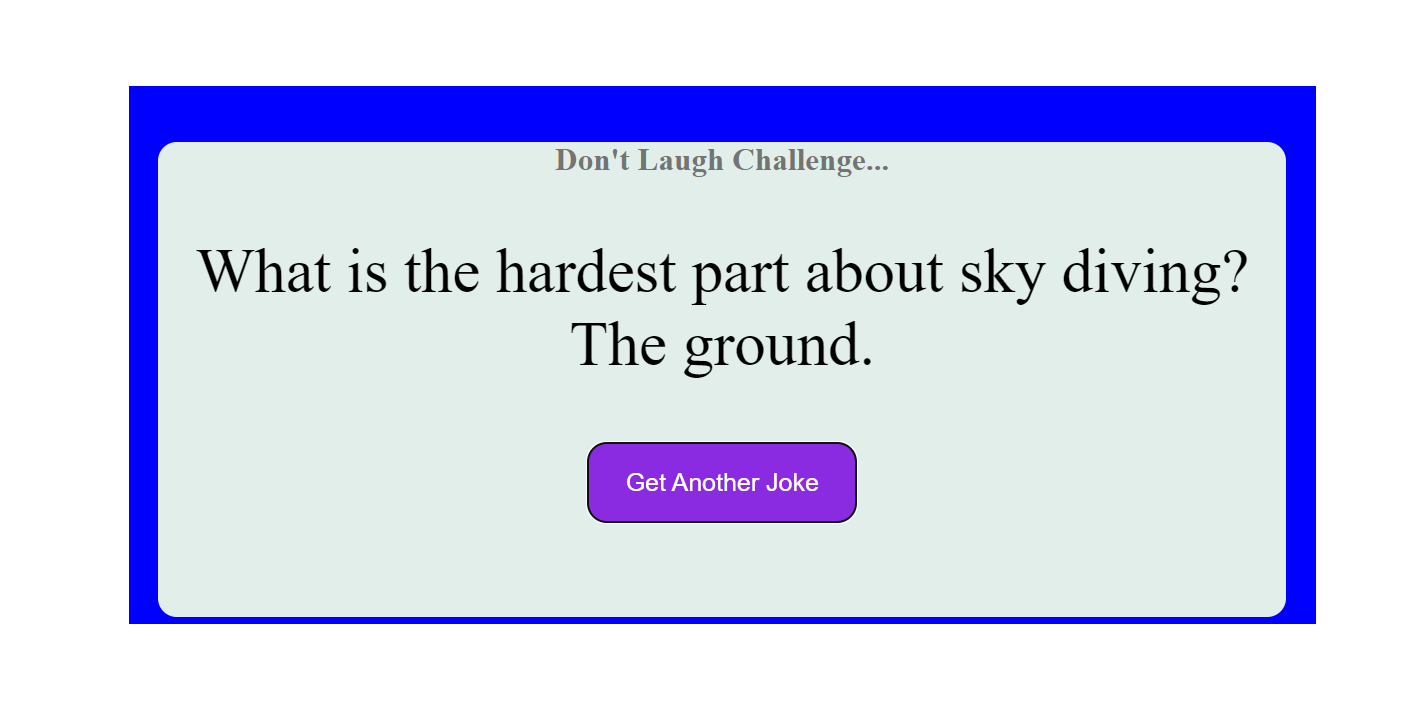 Don't Laugh Challenge...
What is the hardest part about sky diving?
The ground.
Get Another Joke